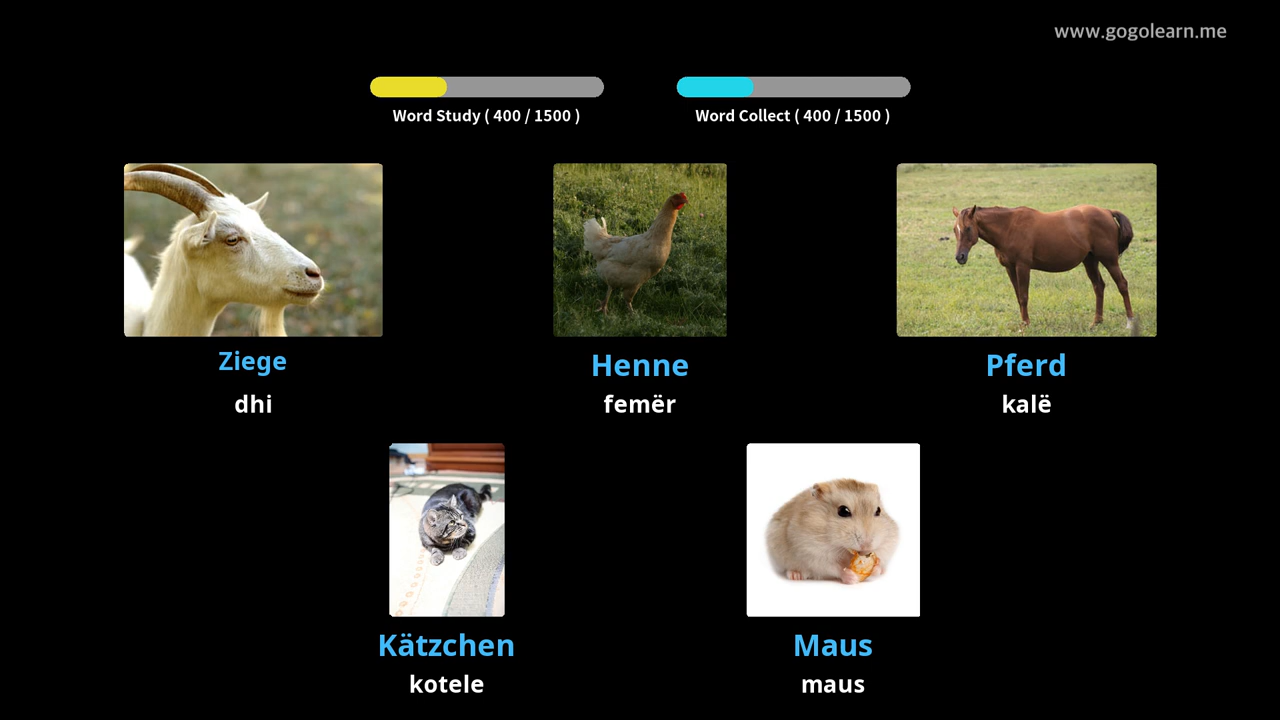 www.gogolearn.me
Word Study ( 400 / 1500 )
Word Collect ( 400 / 1500 )
Ziege
Henne
Pferd
dhi
femër
kalë
Kätzchen
Maus
kotele
maus